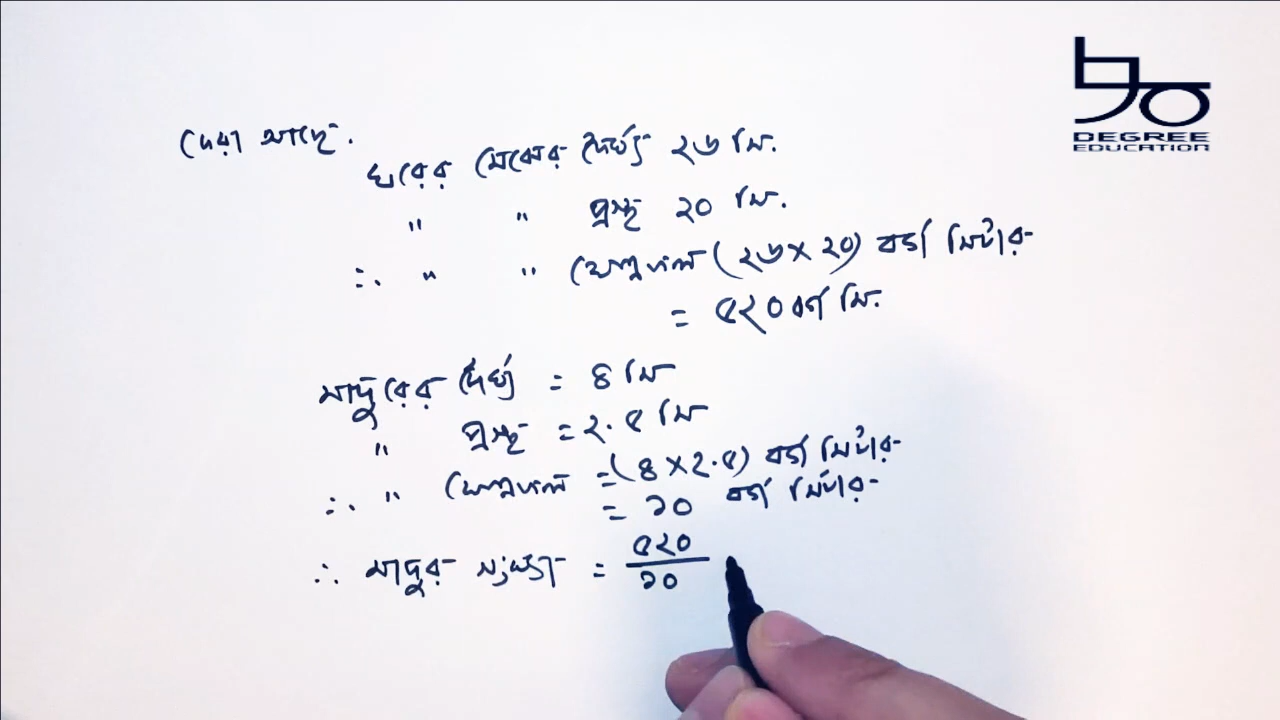 ৯০
DEGREE
EDUCATION
দেয়া আছে.
ঘরের মেঝের দৈর্ঘ্য ২৬ মি.
" " প্রস্থ ২০ মি.
∴ " " ক্ষেত্রফল (২৬×২০) বর্গ মিটার
= ৫২০ বর্গ মি.
মাদুরের দৈর্ঘ্য = ৪ মি
" প্রস্থ = ২.৫ মি
∴ " ক্ষেত্রফল =(৪×২.৫) বর্গ মিটার
= ১০ বর্গ মিটার
∴ মাদুর সংখ্যা = ৫২০/১০